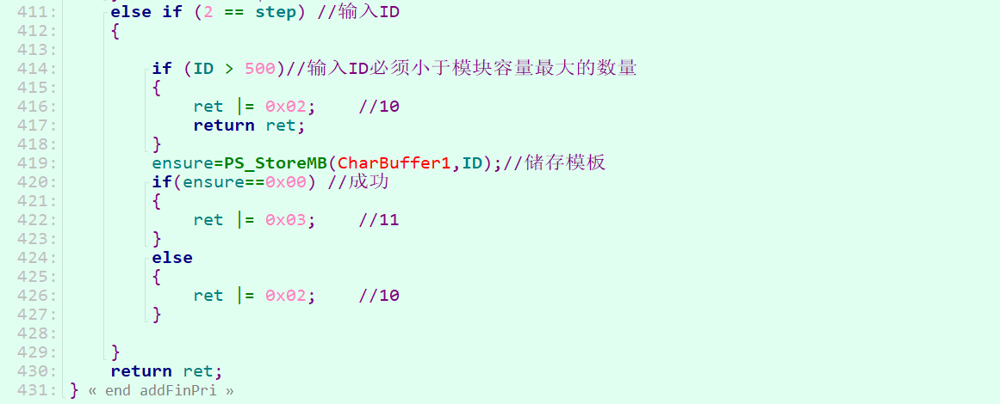 411: else if (2 == step) //输入ID
412: {
413:
414: if (ID > 500)//输入ID必须小于模块容量最大的数量
415: {
416: ret |= 0x02; //10
417: return ret;
418: }
419: ensure=PS_StoreMB(CharBuffer1,ID);//储存模板
420: if(ensure==0x00) //成功
421: {
422: ret |= 0x03; //11
423: }
424: else
425: {
426: ret |= 0x02; //10
427: }
428:
429: }
430: return ret;
431: } « end addFinPri »